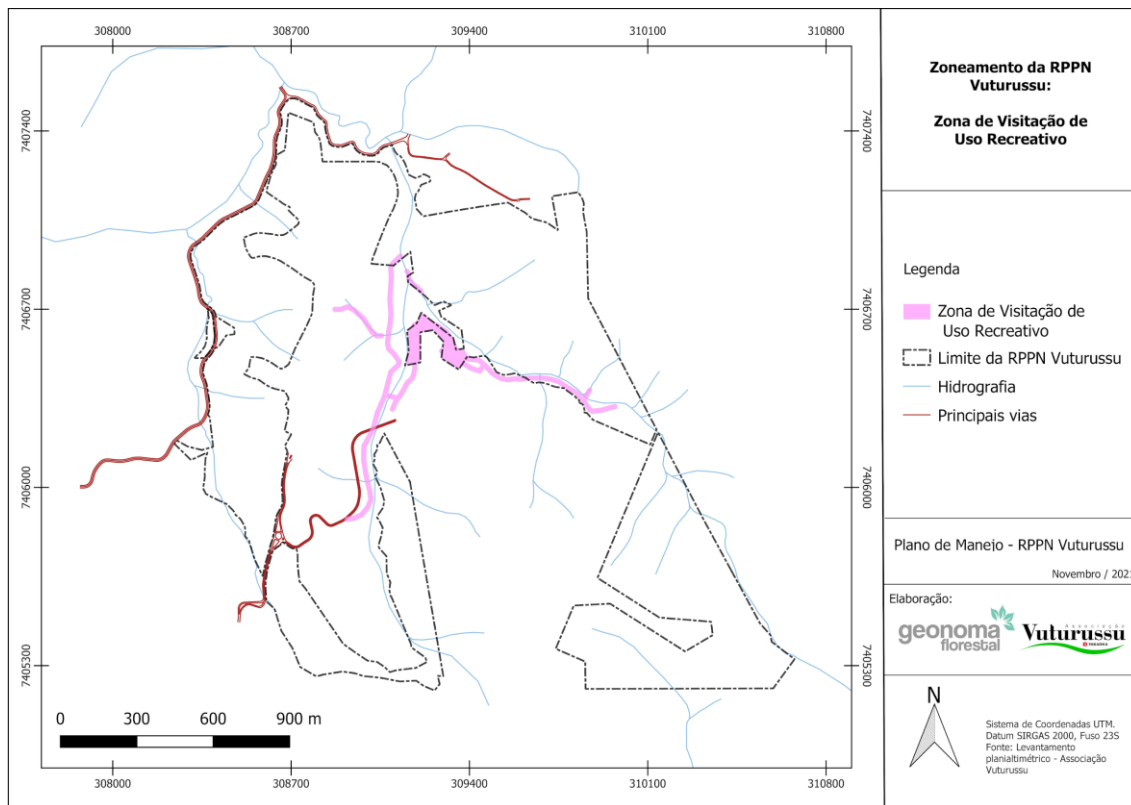 308000
308700
309400
310100
310800
7407400
7406700
7406000
7405300
7407400
7406700
7406000
7405300
0 300 600 900 m
308000
308700
309400
310100
310800
Zoneamento da RPPN
Vuturussu:
Zona de Visitação de
Uso Recreativo
Legenda
Zona de Visitação de
Uso Recreativo
Limite da RPPN Vuturussu
Hidrografia
Principais vias
Plano de Manejo - RPPN Vuturussu
Elaboração:
geonoma
florestal
Associação
Vuturussu
N
Sistema de Coordenadas UTM.
Datum SIRGAS 2000, Fuso 23S
Fonte: Levantamento
planialtimétrico - Associação
Vuturussu